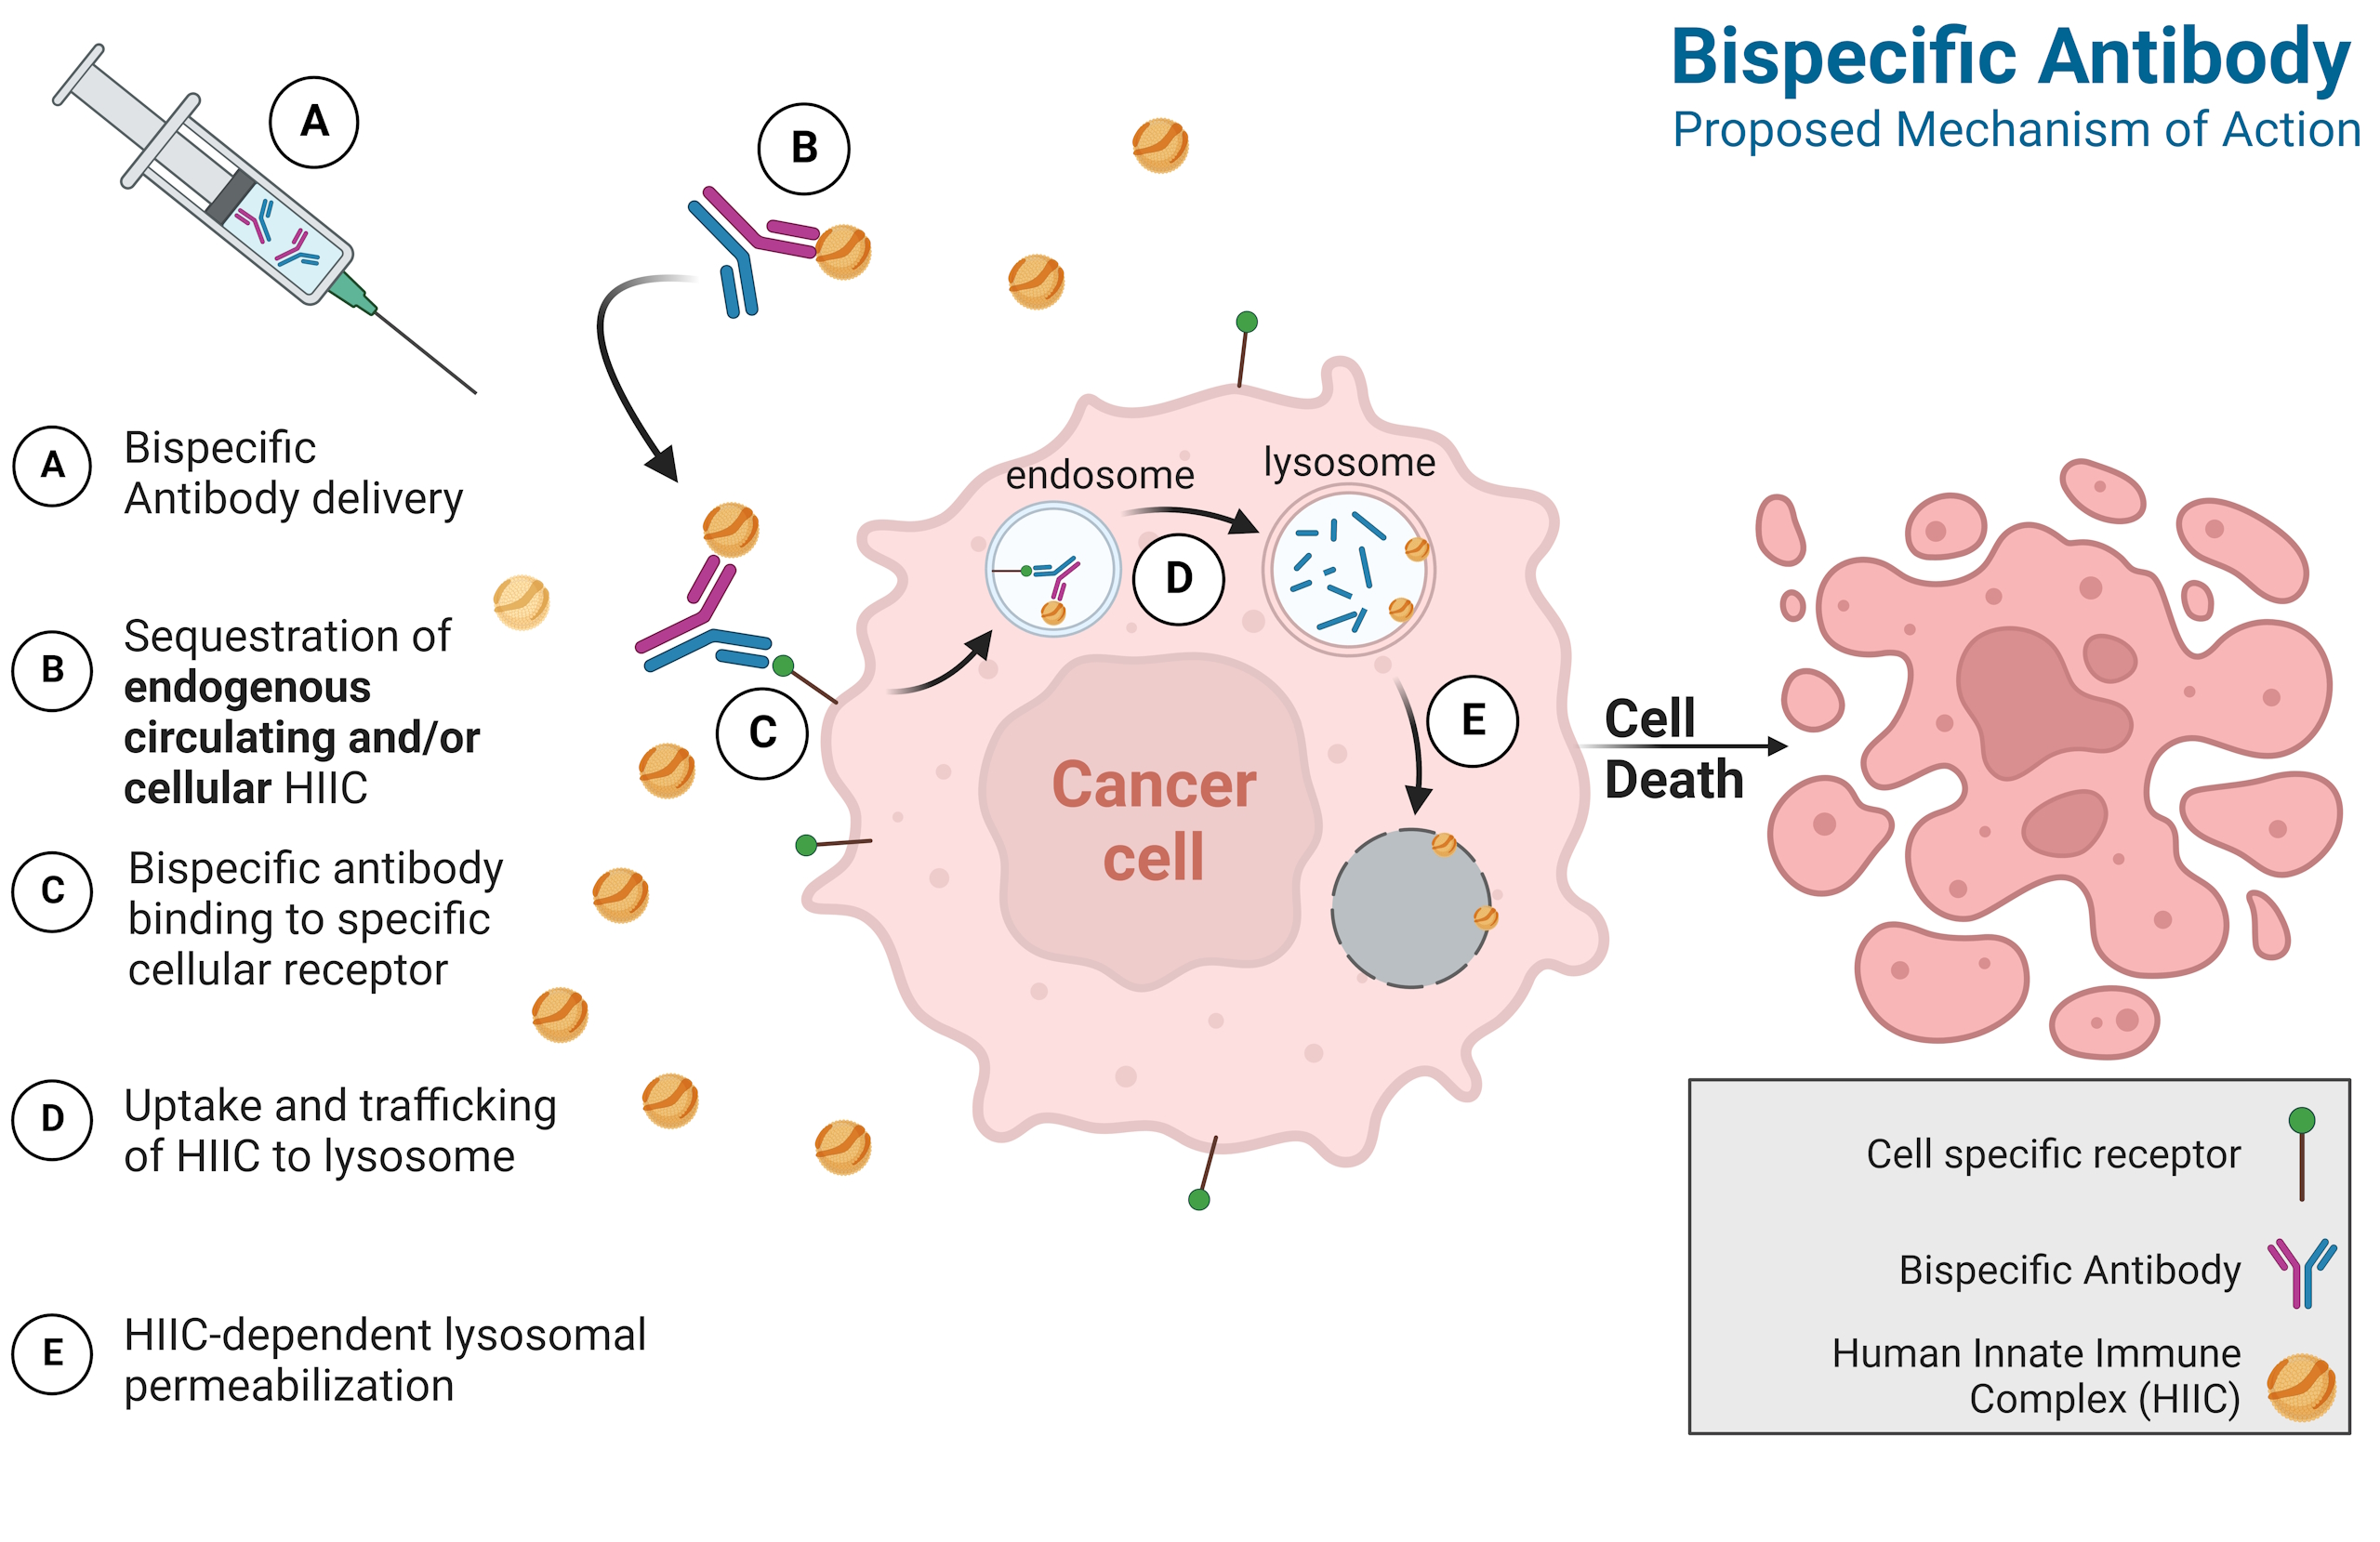 Bispecific Antibody
Proposed Mechanism of Action
A
B
A
Bispecific
Antibody delivery
B
Sequestration of
endogenous
circulating and/or
cellular HIIC
C
Bispecific antibody
binding to specific
cellular receptor
D
Uptake and trafficking
of HIIC to lysosome
E
HIIC-dependent lysosomal
permeabilization
endosome
lysosome
D
C
E
Cancer
cell
Cell
Death
Cell specific receptor
Bispecific Antibody
Human Innate Immune
Complex (HIIC)